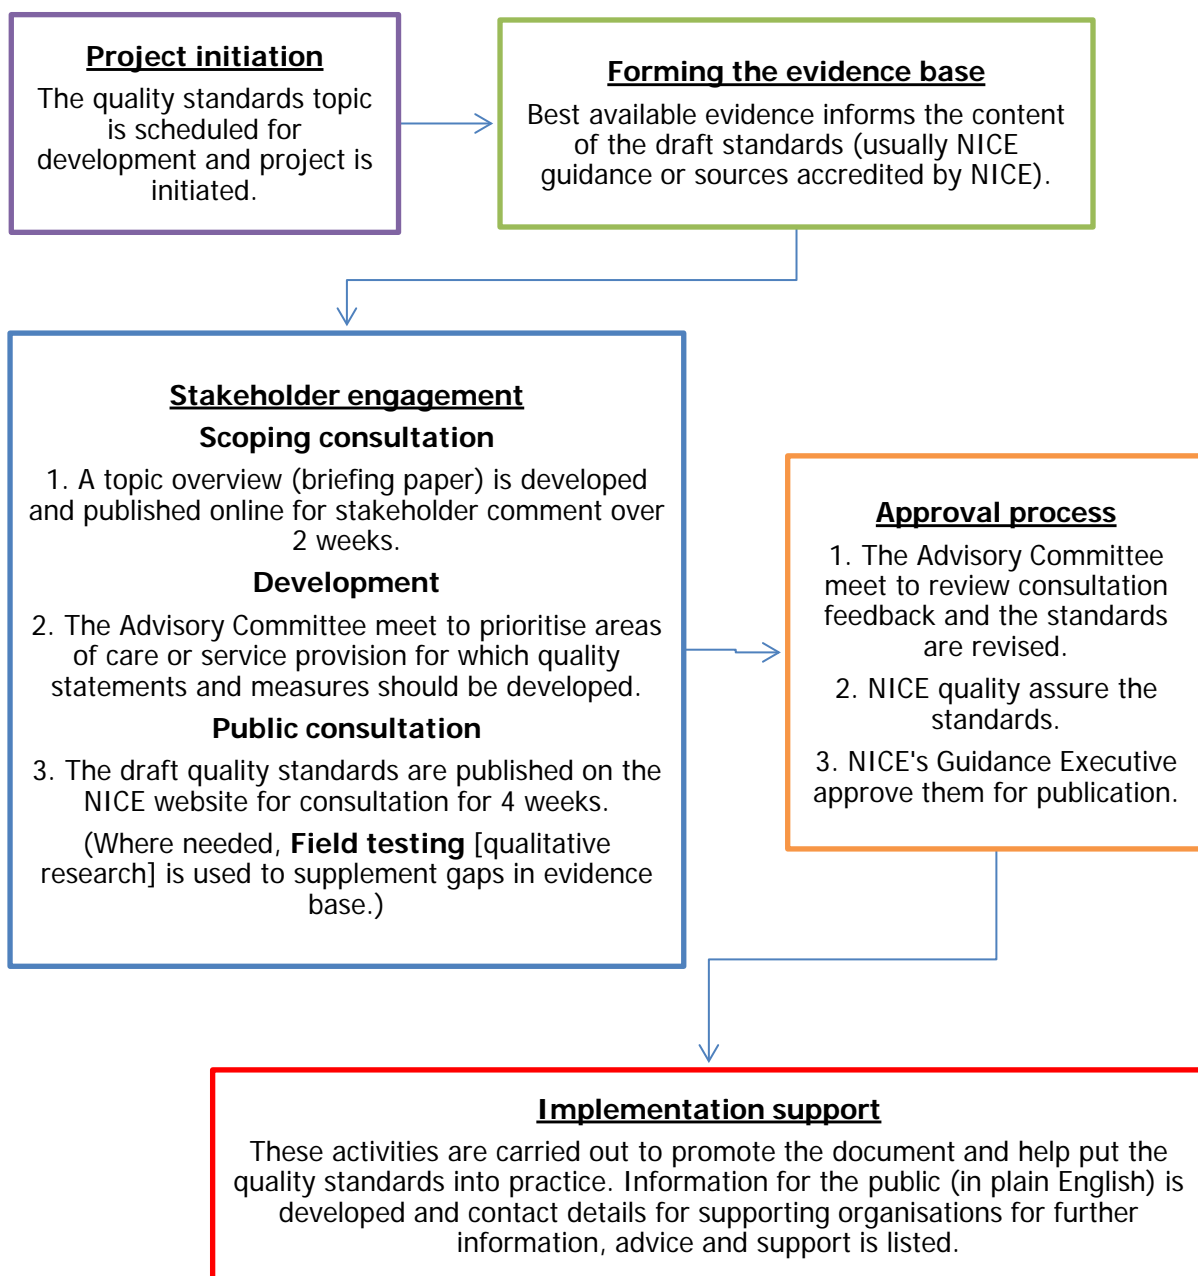 Project initiation
The quality standards topic
is scheduled for
development and project is
initiated.
Forming the evidence base
Best available evidence informs the content
of the draft standards (usually NICE
guidance or sources accredited by NICE).
Stakeholder engagement
Scoping consultation
1. A topic overview (briefing paper) is developed
and published online for stakeholder comment over
2 weeks.
Development
2. The Advisory Committee meet to prioritise areas
of care or service provision for which quality
statements and measures should be developed.
Public consultation
3. The draft quality standards are published on the
NICE website for consultation for 4 weeks.
(Where needed, Field testing [qualitative
research] is used to supplement gaps in evidence
base.)
Approval process
1. The Advisory Committee
meet to review consultation
feedback and the standards
are revised.
2. NICE quality assure the
standards.
3. NICE's Guidance Executive
approve them for publication.
Implementation support
These activities are carried out to promote the document and help put the
quality standards into practice. Information for the public (in plain English) is
developed and contact details for supporting organisations for further
information, advice and support is listed.